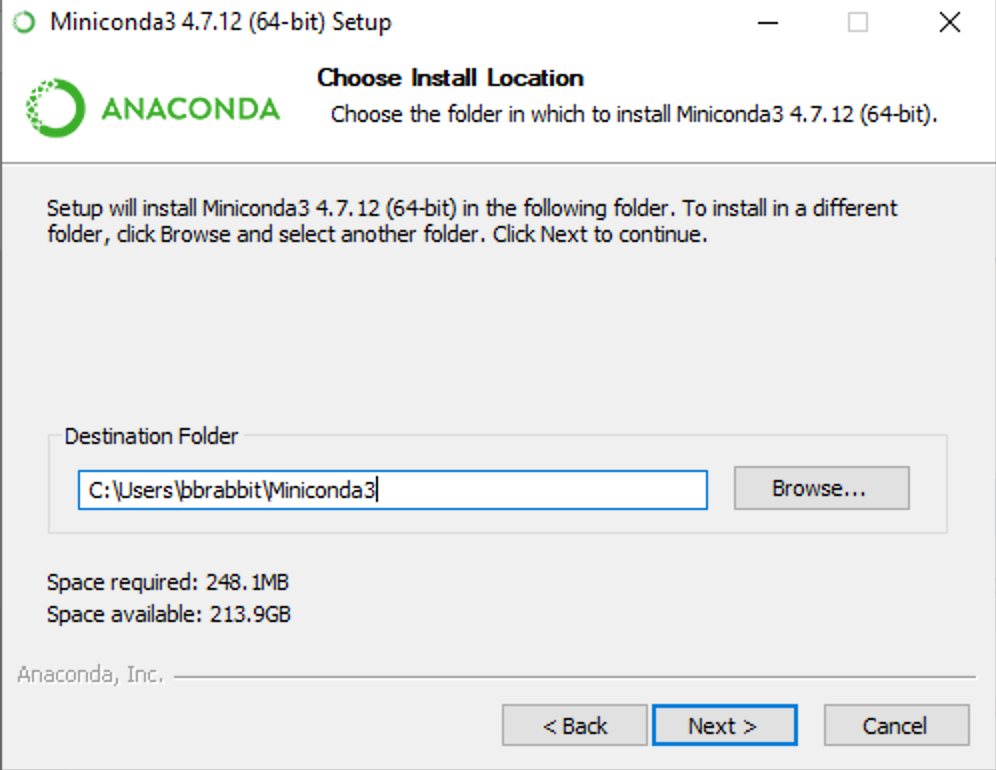 Miniconda3 4.7.12 (64-bit) Setup
ANACONDA
Choose Install Location
Choose the folder in which to install Miniconda3 4.7.12 (64-bit).
Setup will install Miniconda3 4.7.12 (64-bit) in the following folder. To install in a different
folder, click Browse and select another folder. Click Next to continue.
Destination Folder
C:\Users\bbrabbit\Miniconda3
Browse...
Space required: 248.1MB
Space available: 213.9GB
Anaconda, Inc.
< Back
Next >
Cancel